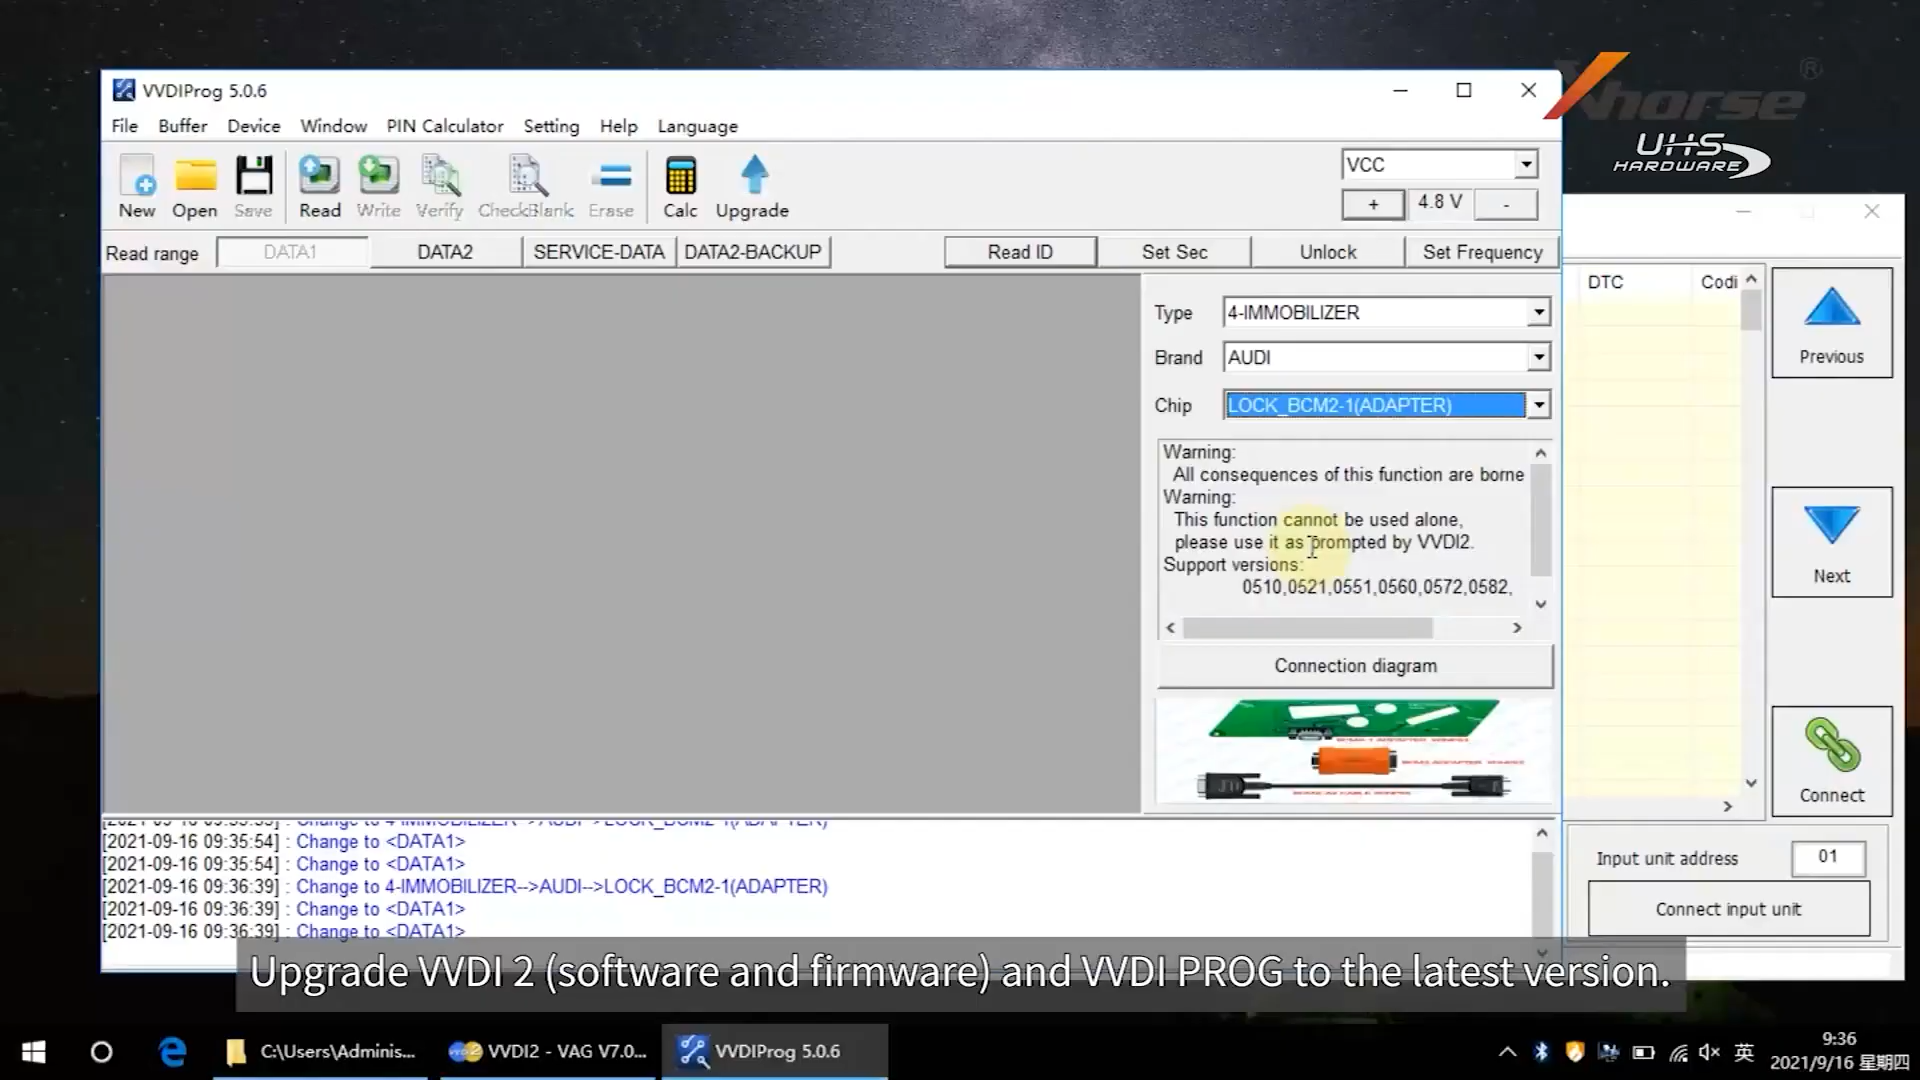 VVDIProg 5.0.6
File Buffer Device Window PIN Calculator Setting Help Language
New Open Save Read Write Verify CheckBlank Erase Calc Upgrade
VCC
+ 4.8 V -
Read range DATA1 DATA2 SERVICE-DATA DATA2-BACKUP Read ID Set Sec Unlock Set Frequency
Type 4-IMMOBILIZER
Brand AUDI
Chip LOCK_BCM2-1(ADAPTER)
Warning:
All consequences of this function are borne
Warning:
This function cannot be used alone,
please use it as prompted by VVDI2.
Support versions:
0510,0521,0551,0560,0572,0582,
Connection diagram
[2021-09-16 09:35:54] : Change to <DATA1>
[2021-09-16 09:35:54] : Change to <DATA1>
[2021-09-16 09:36:39] : Change to 4-IMMOBILIZER-->AUDI-->LOCK_BCM2-1(ADAPTER)
[2021-09-16 09:36:39] : Change to <DATA1>
[2021-09-16 09:36:39] : Change to <DATA1>
Xhorse ®
UHS
HARDWARE
DTC Codi
Previous
Next
Connect
Input unit address 01
Connect input unit
Upgrade VVDI 2 (software and firmware) and VVDI PROG to the latest version.
C:\Users\Adminis... VVDI2 - VAG V7.0... VVDIProg 5.0.6
英
9:36
2021/9/16 星期四